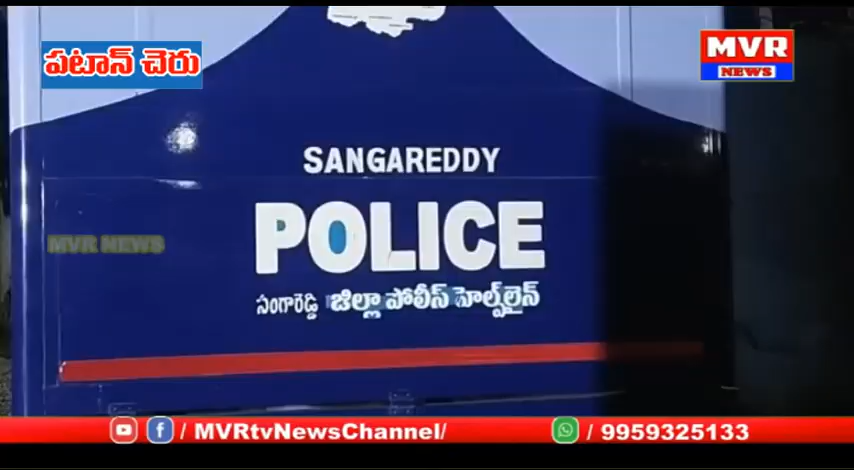 పటాన్ చెరు
MVR
NEWS
SANGAREDDY
MVR NEWS
POLICE
సంగారెడ్డి జిల్లా పోలీస్ హెల్ప్‌లైన్
/ MVRtvNewsChannel/
/ 9959325133